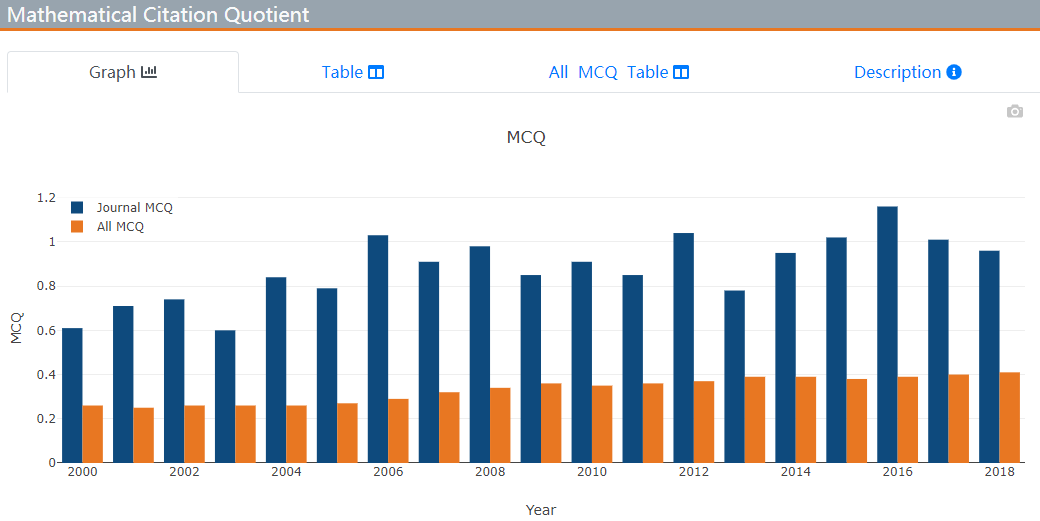 Mathematical Citation Quotient
Graph
Table
All MCQ Table
Description
MCQ
1.2
1
0.8
0.6
0.4
0.2
0
MCQ
Journal MCQ
All MCQ
2000 2002 2004 2006 2008 2010 2012 2014 2016 2018
Year